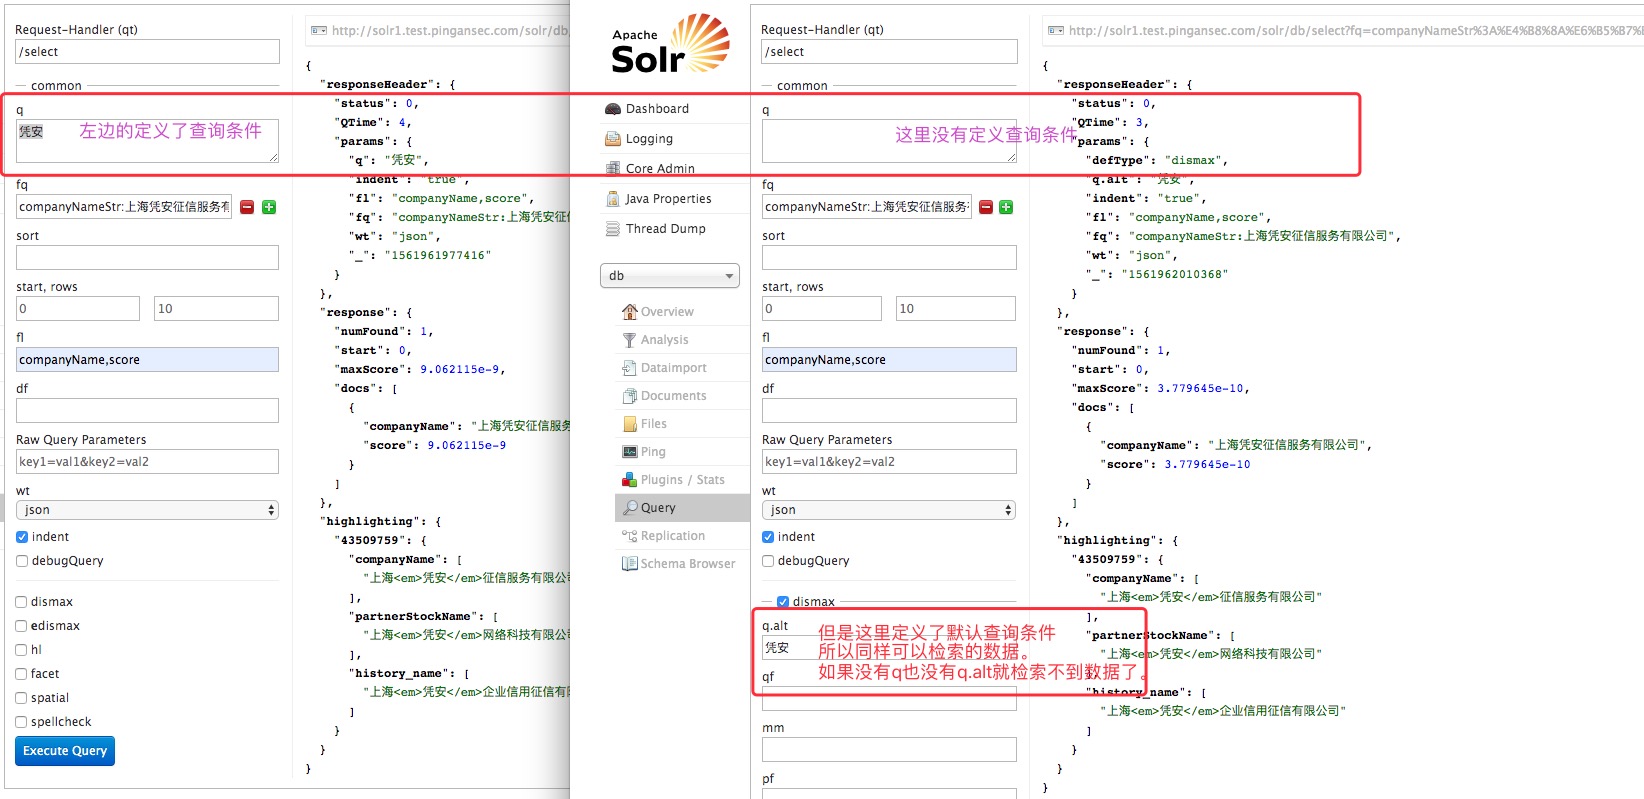 Request-Handler (qt)
/select
common
q
凭安
左边的定义了查询条件
fq
companyNameStr:上海凭安征信服务有
sort
start, rows
0
10
fl
companyName,score
df
Raw Query Parameters
key1=val1&key2=val2
wt
json
indent
debugQuery
dismax
edismax
hl
facet
spatial
spellcheck
Execute Query
http://solr1.test.pingansec.com/solr/db/
{
"responseHeader": {
"status": 0,
"QTime": 4,
"params": {
"q": "凭安",
"indent": "true",
"fl": "companyName,score",
"fq": "companyNameStr:上海凭安征信
"wt": "json",
"_": "1561961977416"
}
},
"response": {
"numFound": 1,
"start": 0,
"maxScore": 9.062115e-9,
"docs": [
{
"companyName": "上海凭安征信服务
"score": 9.062115e-9
}
]
},
"highlighting": {
"43509759": {
"companyName": [
"上海<em>凭安</em>征信服务有限公司
],
"partnerStockName": [
"上海<em>凭安</em>网络科技有限公司
],
"history_name": [
"上海<em>凭安</em>企业信用征信有限
]
}
}
}
Apache
Solr
Dashboard
Logging
Core Admin
Java Properties
Thread Dump
db
Overview
Analysis
Dataimport
Documents
Files
Ping
Plugins / Stats
Query
Replication
Schema Browser
Request-Handler (qt)
/select
common
q
这里没有定义查询条件
fq
companyNameStr:上海凭安征信服务
sort
start, rows
0
10
fl
companyName,score
df
Raw Query Parameters
key1=val1&key2=val2
wt
json
indent
debugQuery
dismax
q.alt
凭安
但是这里定义了默认查询条件
所以同样可以检索的数据。
如果没有q也没有q.alt就检索不到数据了。
qf
mm
pf
http://solr1.test.pingansec.com/solr/db/select?fq=companyNameStr%3A%E4%B8%8A%E6%B5%B7%E
{
"responseHeader": {
"status": 0,
"QTime": 3,
"params": {
"defType": "dismax",
"q.alt": "凭安",
"indent": "true",
"fl": "companyName,score",
"fq": "companyNameStr:上海凭安征信服务有限公司",
"wt": "json",
"_": "1561962010368"
}
},
"response": {
"numFound": 1,
"start": 0,
"maxScore": 3.779645e-10,
"docs": [
{
"companyName": "上海凭安征信服务有限公司",
"score": 3.779645e-10
}
]
},
"highlighting": {
"43509759": {
"companyName": [
"上海<em>凭安</em>征信服务有限公司"
],
"partnerStockName": [
"上海<em>凭安</em>网络科技有限公司"
],
"history_name": [
"上海<em>凭安</em>企业信用征信有限公司"
]
}
}
}